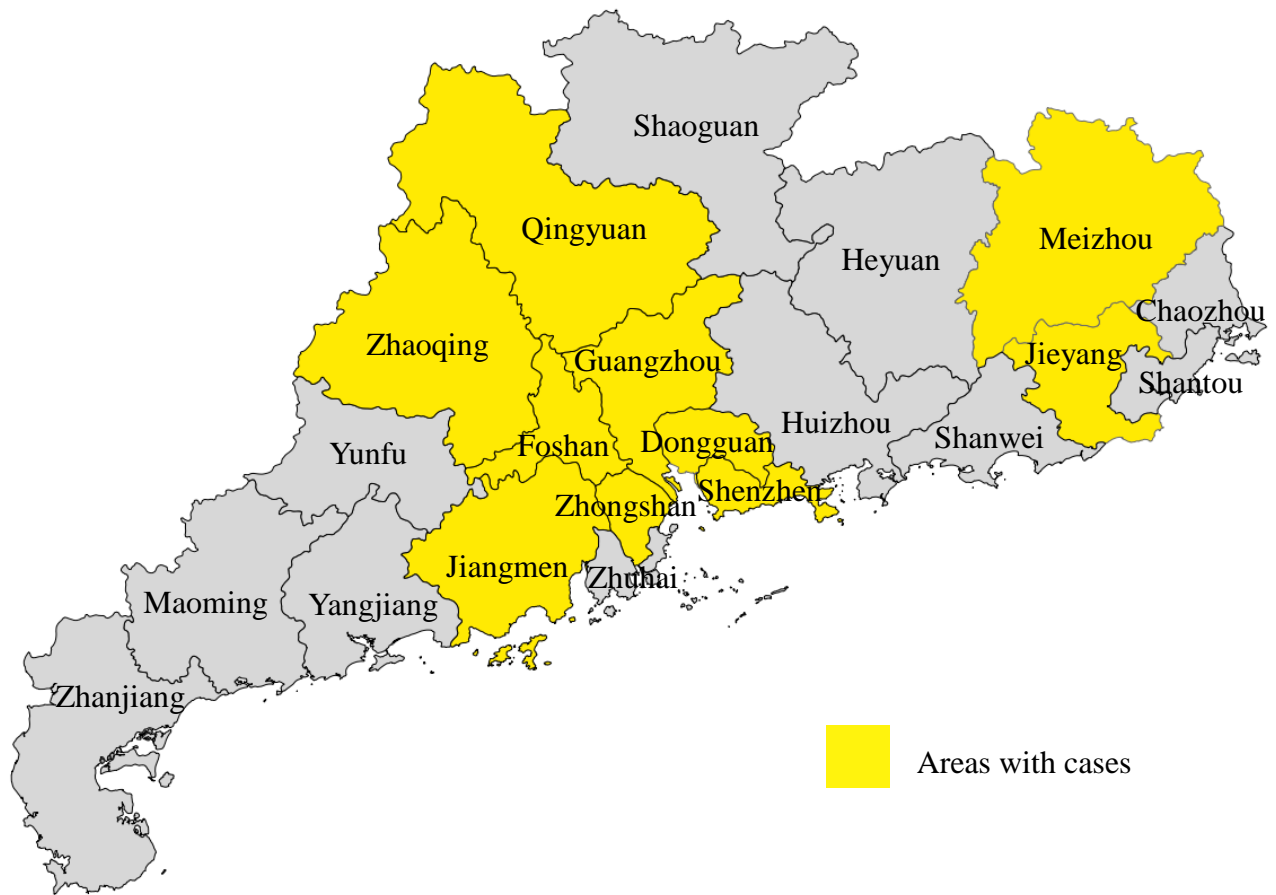 Shaoguan
Qingyuan
Meizhou
Heyuan
Chaozhou
Zhaoqing
Guangzhou
Jieyang
Shantou
Huizhou
Shanwei
Yunfu
Foshan
Dongguan
Shenzhen
Zhongshan
Jiangmen
Zhuhai
Maoming
Yangjiang
Zhanjiang
Areas with cases